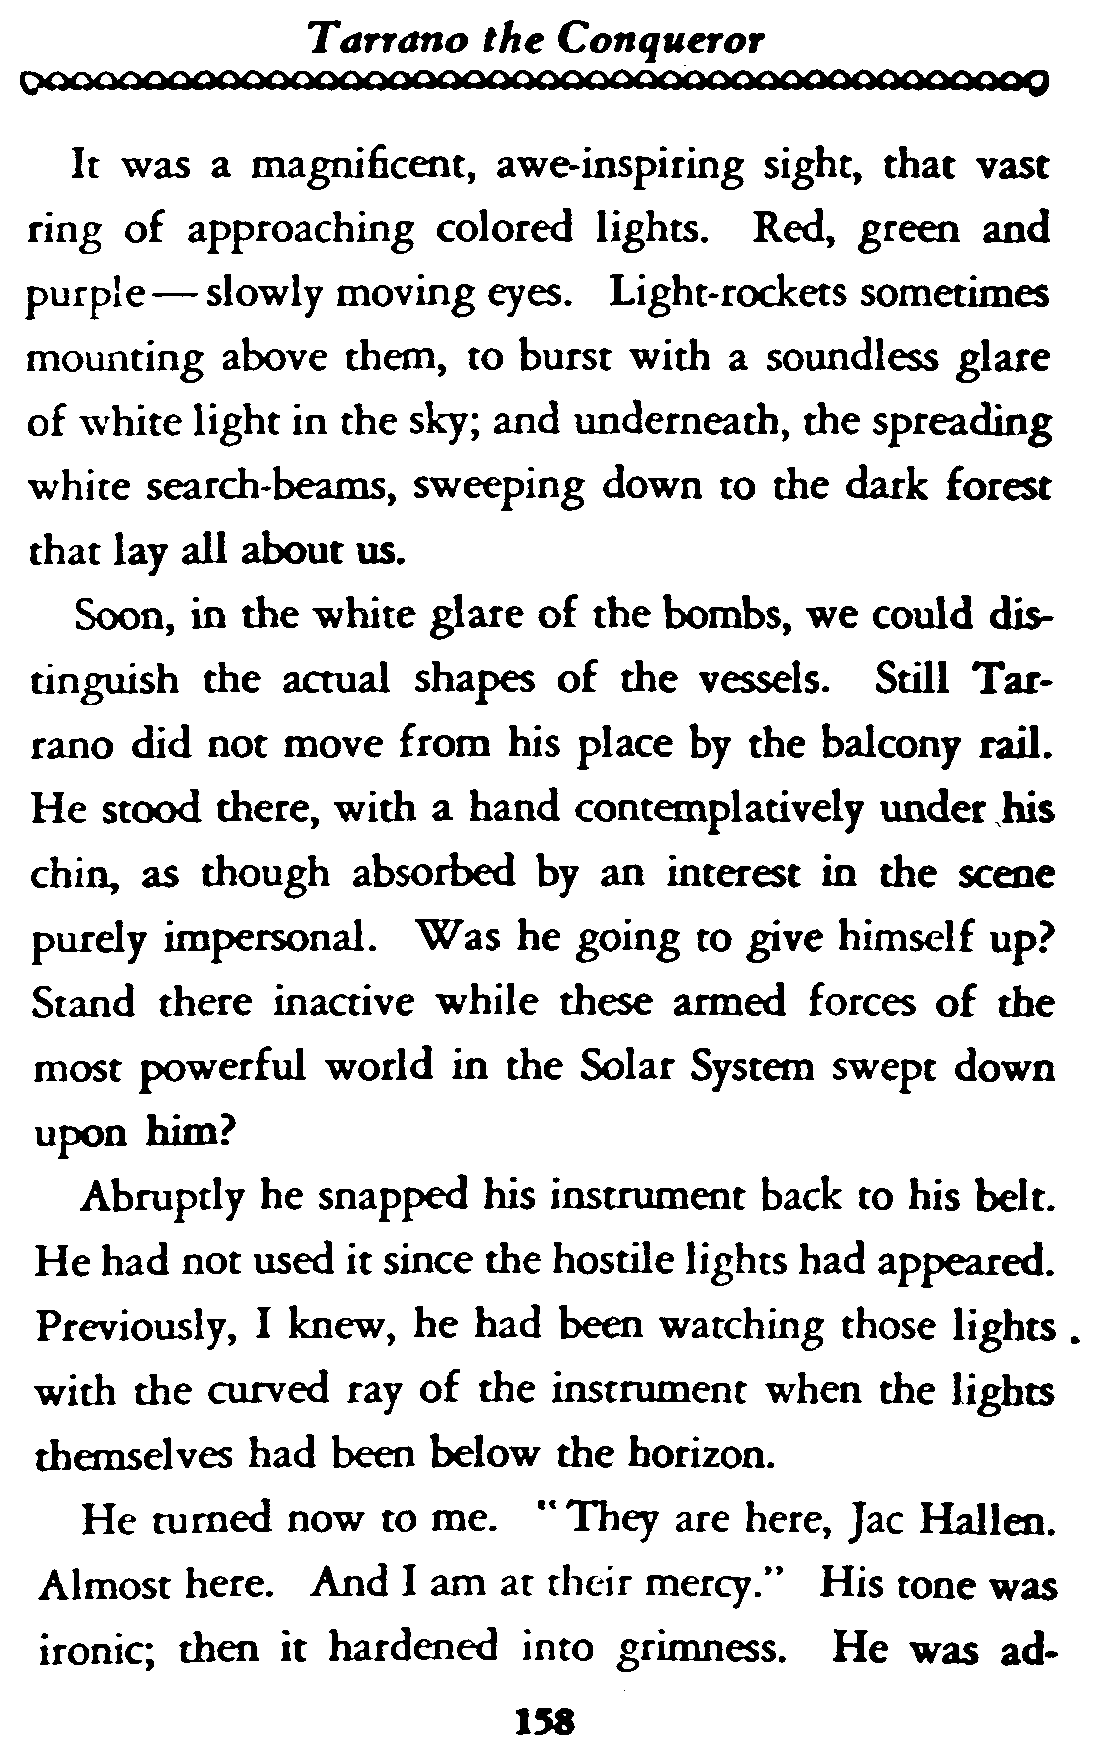 Tarrano the Conqueror
It was a magnificent, awe-inspiring sight, that vast
ring of approaching colored lights. Red, green and
purple—slowly moving eyes. Light-rockets sometimes
mounting above them, to burst with a soundless glare
of white light in the sky; and underneath, the spreading
white search-beams, sweeping down to the dark forest
that lay all about us.
Soon, in the white glare of the bombs, we could dis-
tinguish the actual shapes of the vessels. Still Tar-
rano did not move from his place by the balcony rail.
He stood there, with a hand contemplatively under his
chin, as though absorbed by an interest in the scene
purely impersonal. Was he going to give himself up?
Stand there inactive while these armed forces of the
most powerful world in the Solar System swept down
upon him?
Abruptly he snapped his instrument back to his belt.
He had not used it since the hostile lights had appeared.
Previously, I knew, he had been watching those lights
with the curved ray of the instrument when the lights
themselves had been below the horizon.
He turned now to me. "They are here, Jac Hallen.
Almost here. And I am at their mercy." His tone was
ironic; then it hardened into grimness. He was ad-
158